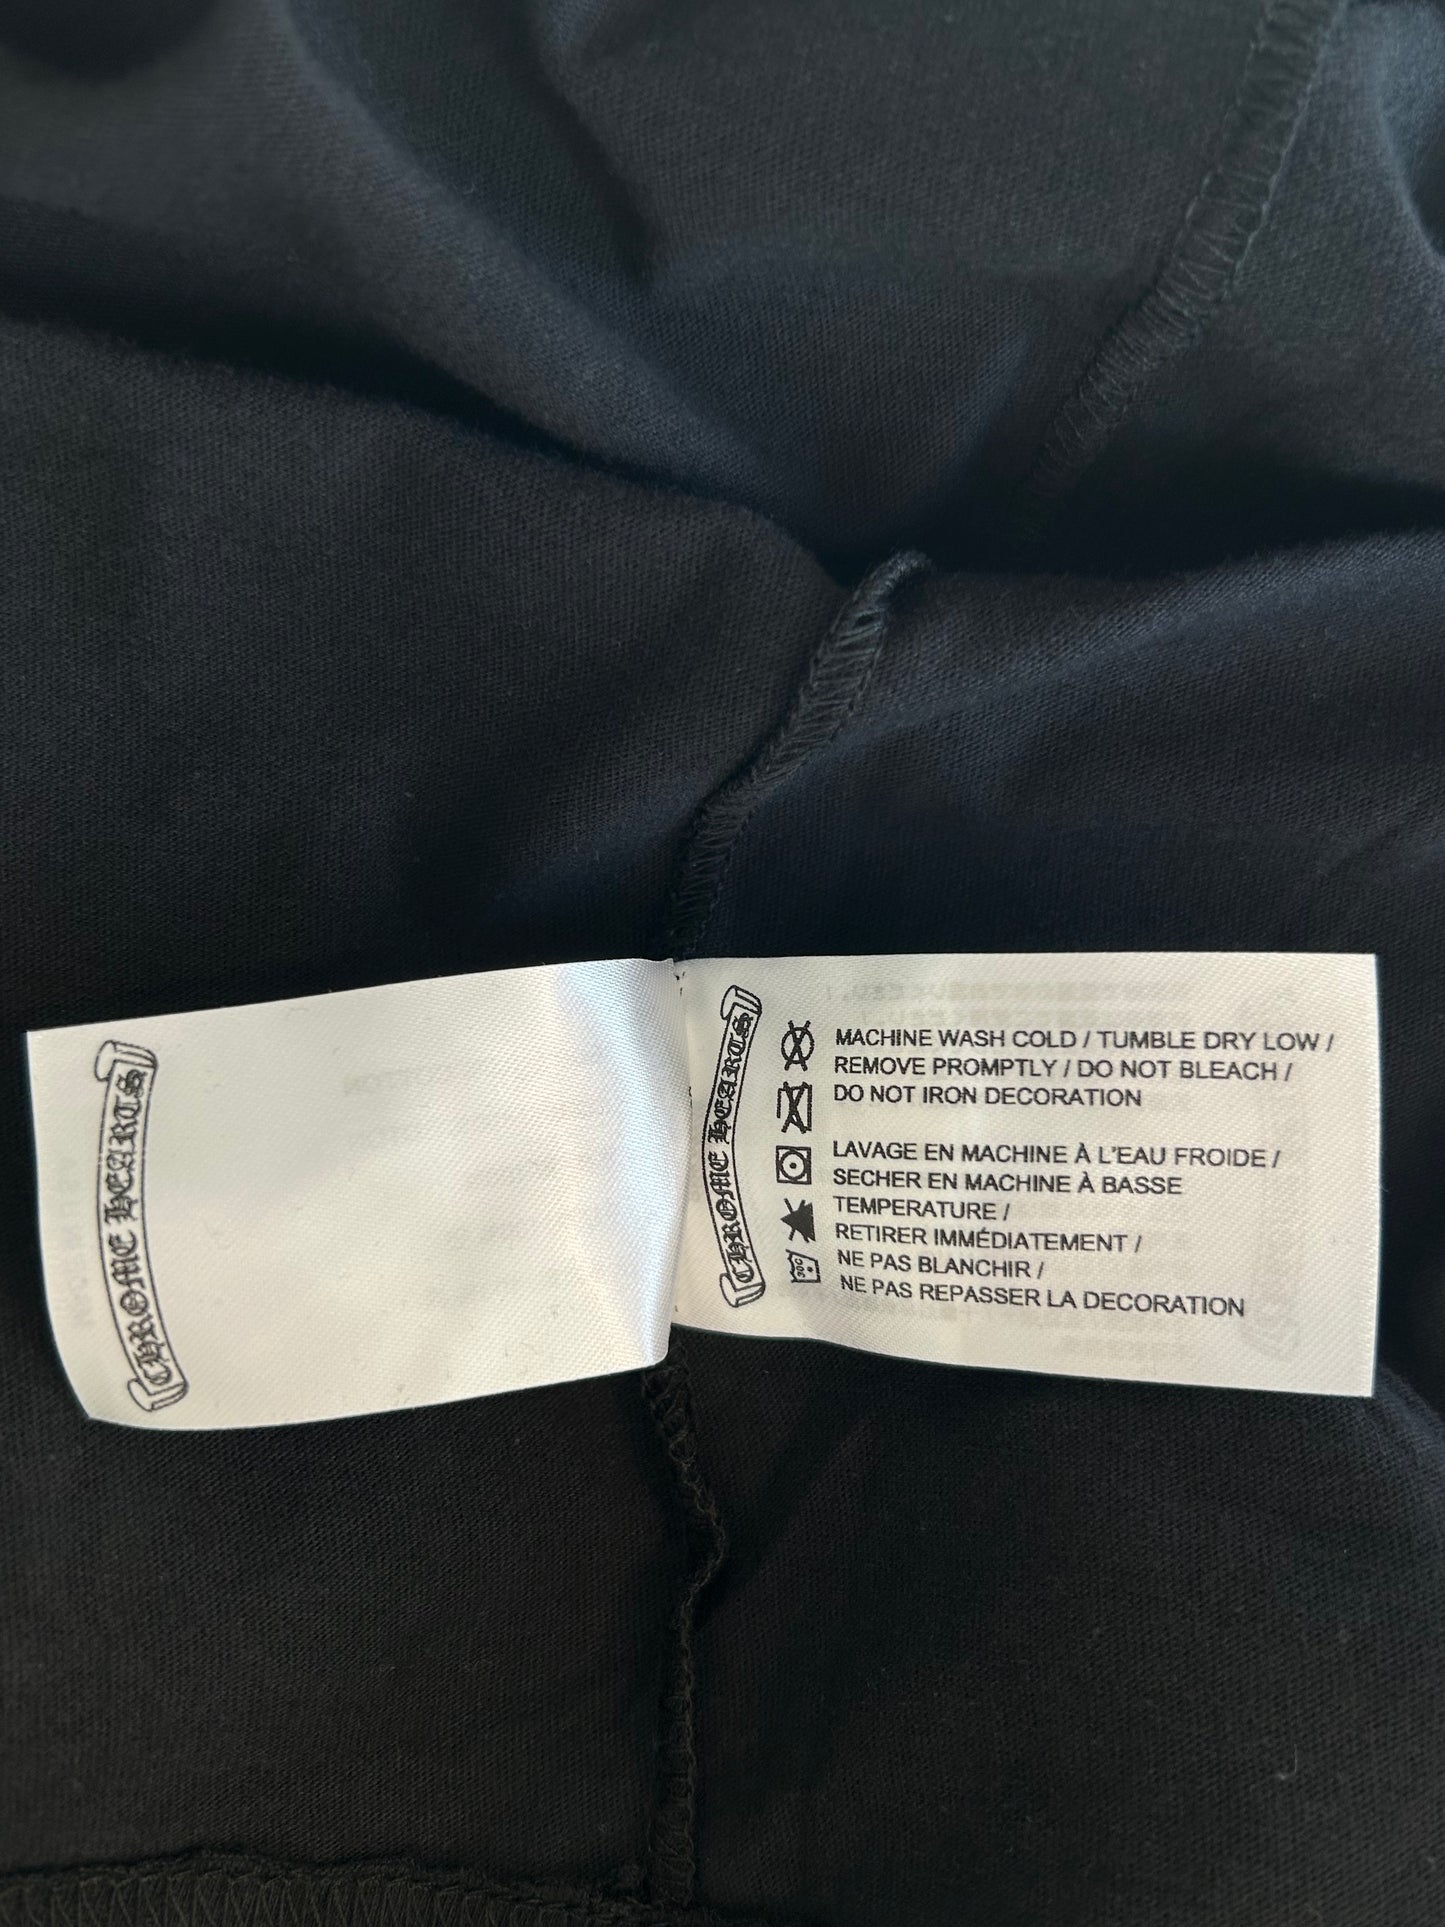 CHROME HEARTS
CHROME HEARTS
MACHINE WASH COLD / TUMBLE DRY LOW /
REMOVE PROMPTLY / DO NOT BLEACH /
DO NOT IRON DECORATION
LAVAGE EN MACHINE À L'EAU FROIDE /
SECHER EN MACHINE À BASSE
TEMPERATURE /
RETIRER IMMÉDIATEMENT /
NE PAS BLANCHIR /
NE PAS REPASSER LA DECORATION